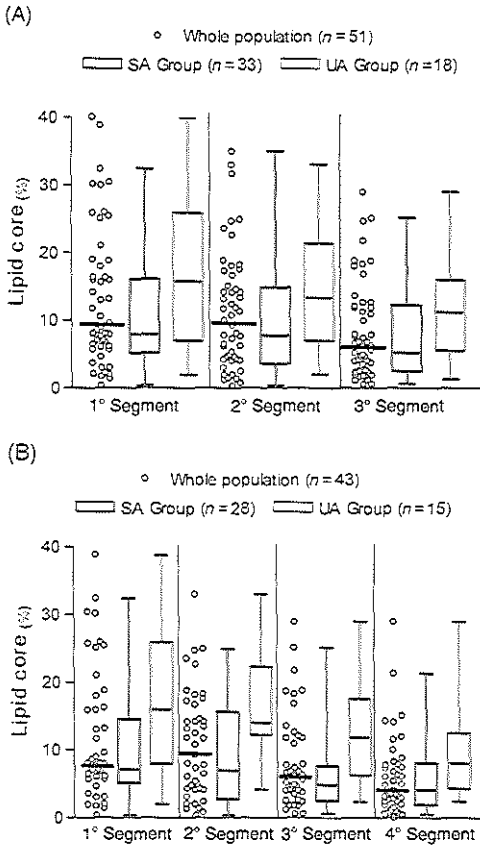 (A)
Whole population (n=51)
SA Group (n=33) UA Group (n=18)
Lipid core (%)
40
30
20
10
0
1° Segment 2° Segment 3° Segment
(B)
Whole population (n=43)
SA Group (n=28) UA Group (n=15)
Lipid core (%)
40
30
20
10
0
1° Segment 2° Segment 3° Segment 4° Segment